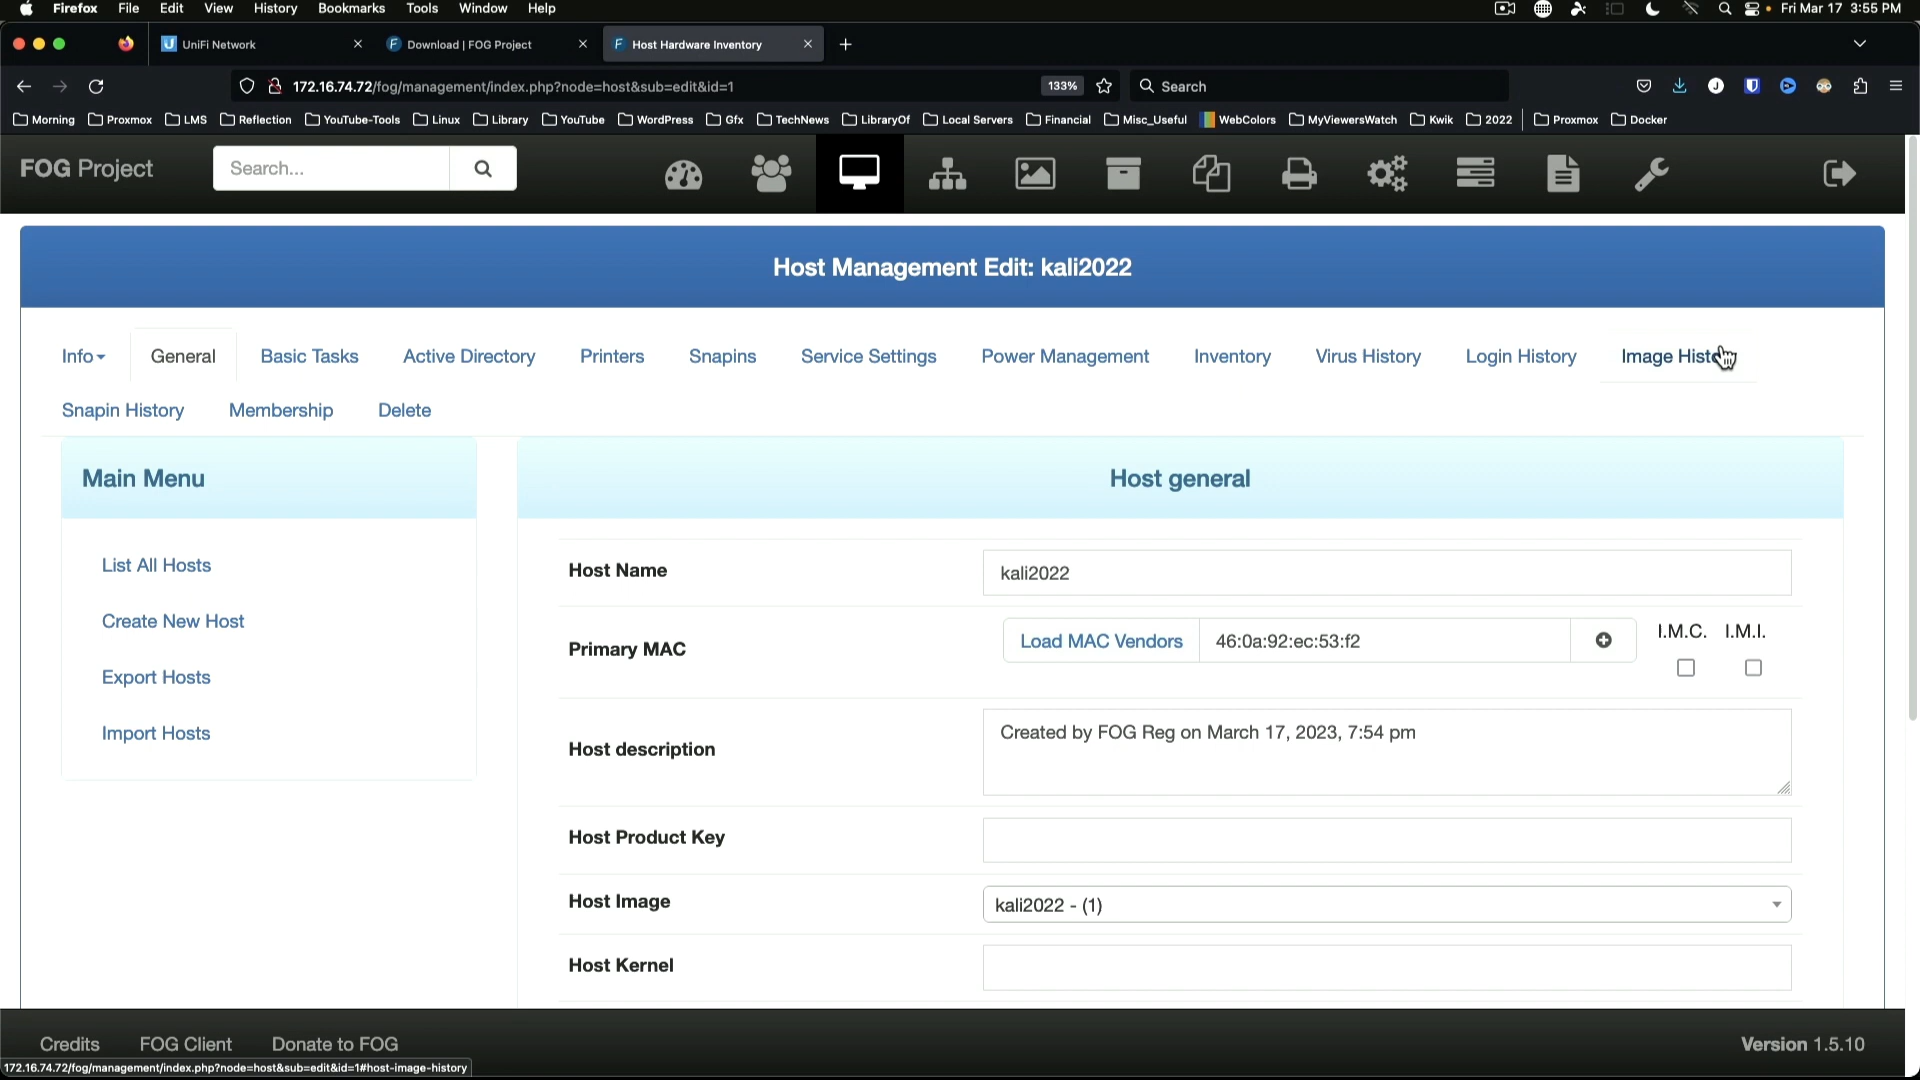 Firefox File Edit View History Bookmarks Tools Window Help Fri Mar 17 3:55 PM
UniFi Network Download | FOG Project Host Hardware Inventory
172.16.74.72/fog/management/index.php?node=host&sub=edit&id=1 133% Search
Morning Proxmox LMS Reflection YouTube-Tools Linux Library YouTube WordPress Gfx TechNews LibraryOf Local Servers Financial Misc_Useful WebColors MyViewersWatch Kwik 2022 Proxmox Docker
FOG Project Search...
Host Management Edit: kali2022
Info General Basic Tasks Active Directory Printers Snapins Service Settings Power Management Inventory Virus History Login History Image History
Snapin History Membership Delete
Main Menu
List All Hosts
Create New Host
Export Hosts
Import Hosts
Host general
Host Name kali2022
Primary MAC Load MAC Vendors 46:0a:92:ec:53:f2 I.M.C. I.M.I.
Host description Created by FOG Reg on March 17, 2023, 7:54 pm
Host Product Key
Host Image kali2022 - (1)
Host Kernel
Credits FOG Client Donate to FOG Version 1.5.10
172.16.74.72/fog/management/index.php?node=host&sub=edit&id=1#host-image-history